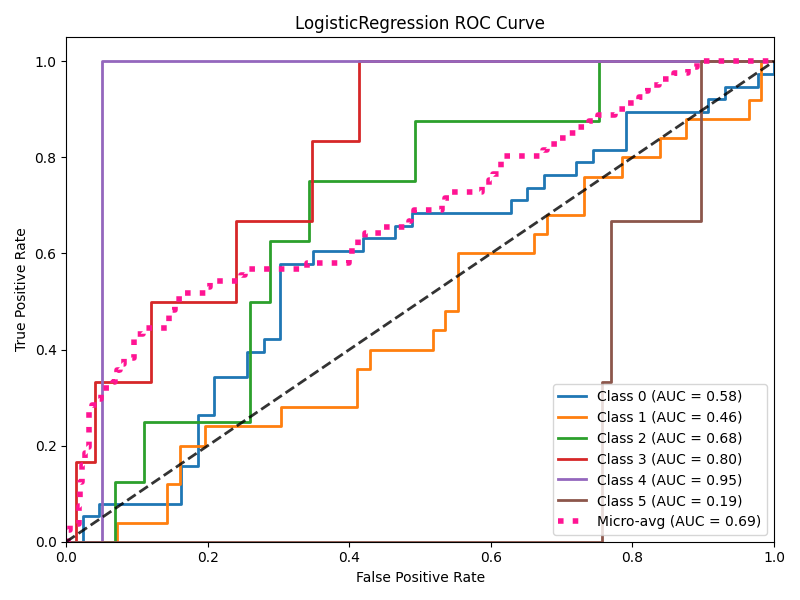 LogisticRegression ROC Curve
True Positive Rate
1.0
0.8
0.6
0.4
0.2
0.0
Class 0 (AUC = 0.58)
Class 1 (AUC = 0.46)
Class 2 (AUC = 0.68)
Class 3 (AUC = 0.80)
Class 4 (AUC = 0.95)
Class 5 (AUC = 0.19)
Micro-avg (AUC = 0.69)
0.0 0.2 0.4 0.6 0.8 1.0
False Positive Rate